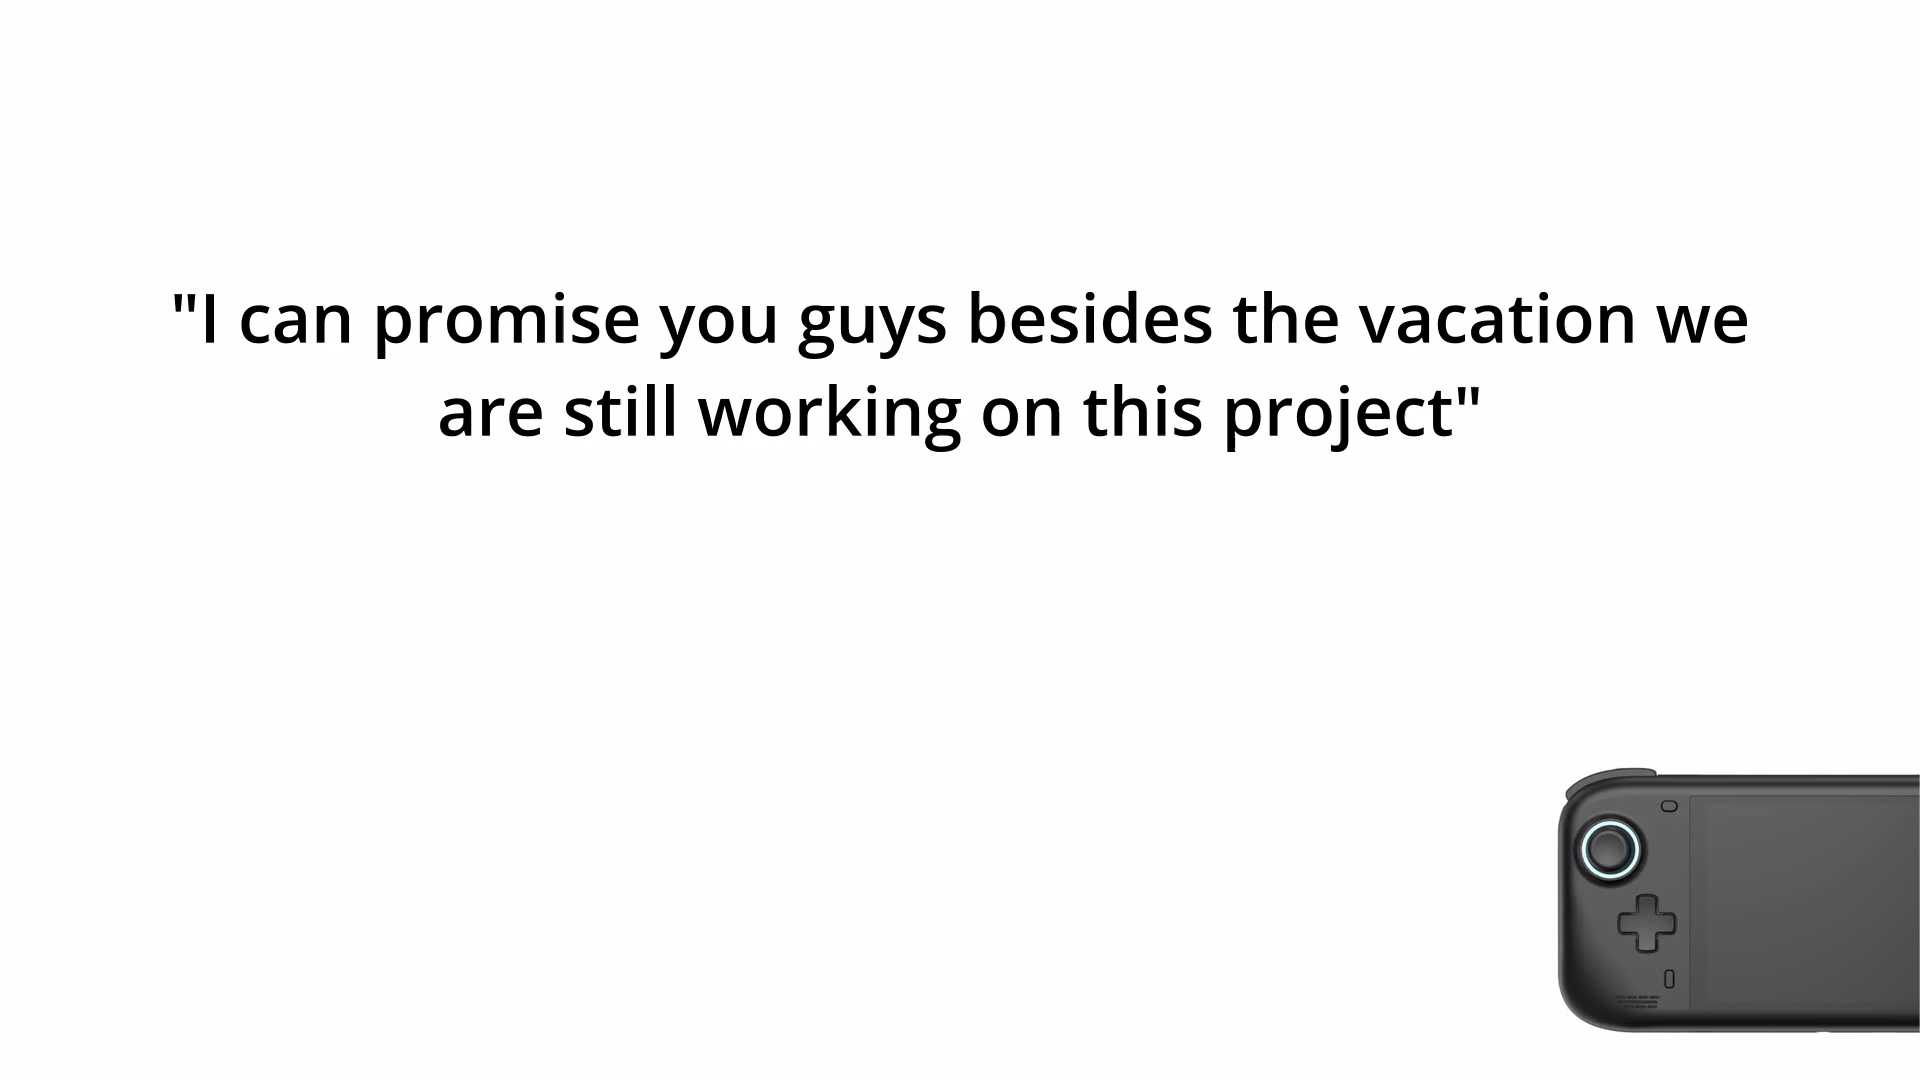 "I can promise you guys besides the vacation we
are still working on this project"